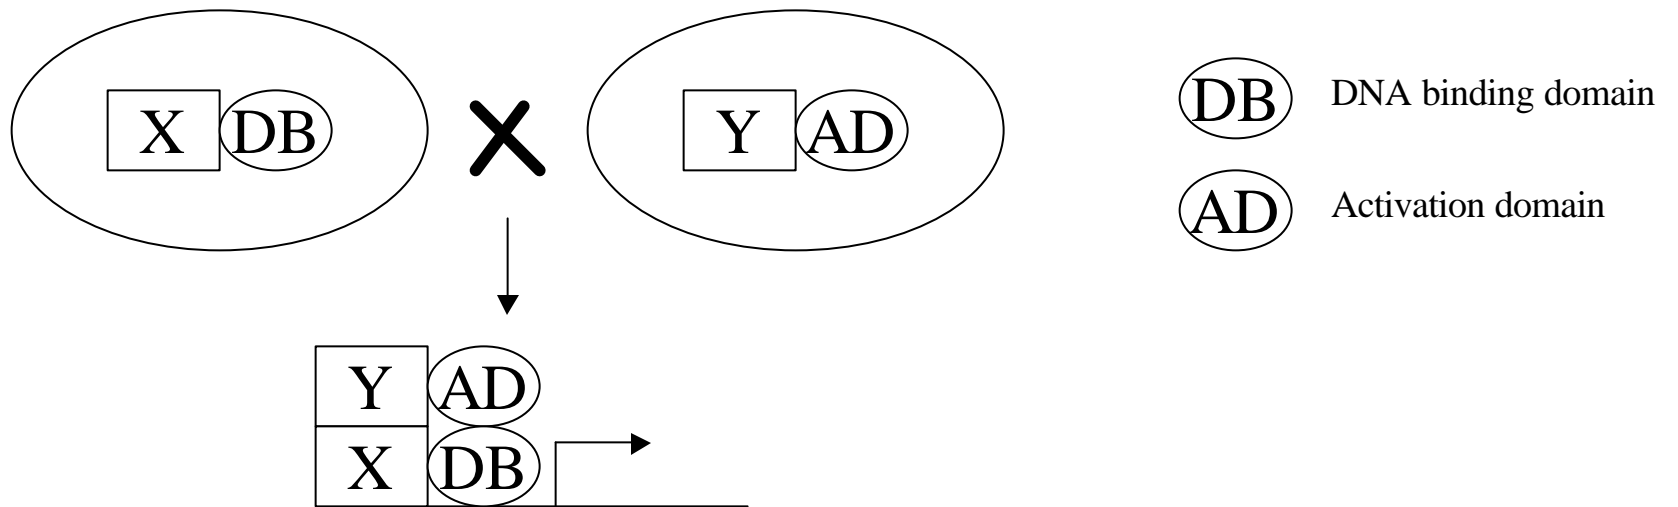 X DB Y AD
DB DNA binding domain
AD Activation domain
Y AD
X DB